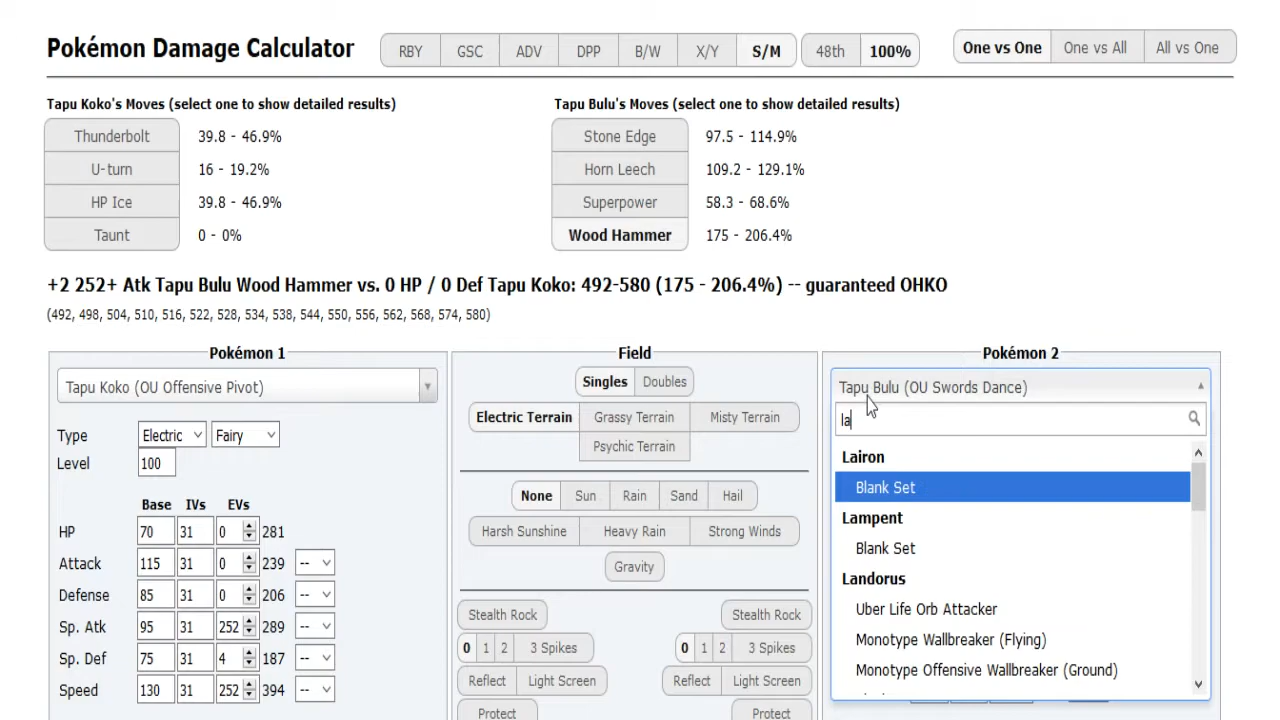 Pokémon Damage Calculator RBY GSC ADV DPP B/W X/Y S/M 48th 100% One vs One One vs All All vs One
Tapu Koko's Moves (select one to show detailed results) Tapu Bulu's Moves (select one to show detailed results)
Thunderbolt 39.8 - 46.9% Stone Edge 97.5 - 114.9%
U-turn 16 - 19.2% Horn Leech 109.2 - 129.1%
HP Ice 39.8 - 46.9% Superpower 58.3 - 68.6%
Taunt 0 - 0% Wood Hammer 175 - 206.4%
+2 252+ Atk Tapu Bulu Wood Hammer vs. 0 HP / 0 Def Tapu Koko: 492-580 (175 - 206.4%) -- guaranteed OHKO
(492, 498, 504, 510, 516, 522, 528, 534, 538, 544, 550, 556, 562, 568, 574, 580)
Pokémon 1 Field Pokémon 2
Tapu Koko (OU Offensive Pivot) Singles Doubles Tapu Bulu (OU Swords Dance)
Type Electric Fairy Electric Terrain Grassy Terrain Misty Terrain la
Psychic Terrain Lairon
Level 100
None Sun Rain Sand Hail Blank Set
Base IVs EVs Lampent
HP 70 31 0 281 Harsh Sunshine Heavy Rain Strong Winds
Attack 115 31 0 239 -- Gravity Blank Set
Defense 85 31 0 206 -- Landorus
Stealth Rock Stealth Rock Uber Life Orb Attacker
Sp. Atk 95 31 252 289 -- 0 1 2 3 Spikes 0 1 2 3 Spikes Monotype Wallbreaker (Flying)
Sp. Def 75 31 4 187 -- Reflect Light Screen Reflect Light Screen Monotype Offensive Wallbreaker (Ground)
Speed 130 31 252 394 --
Protect Protect